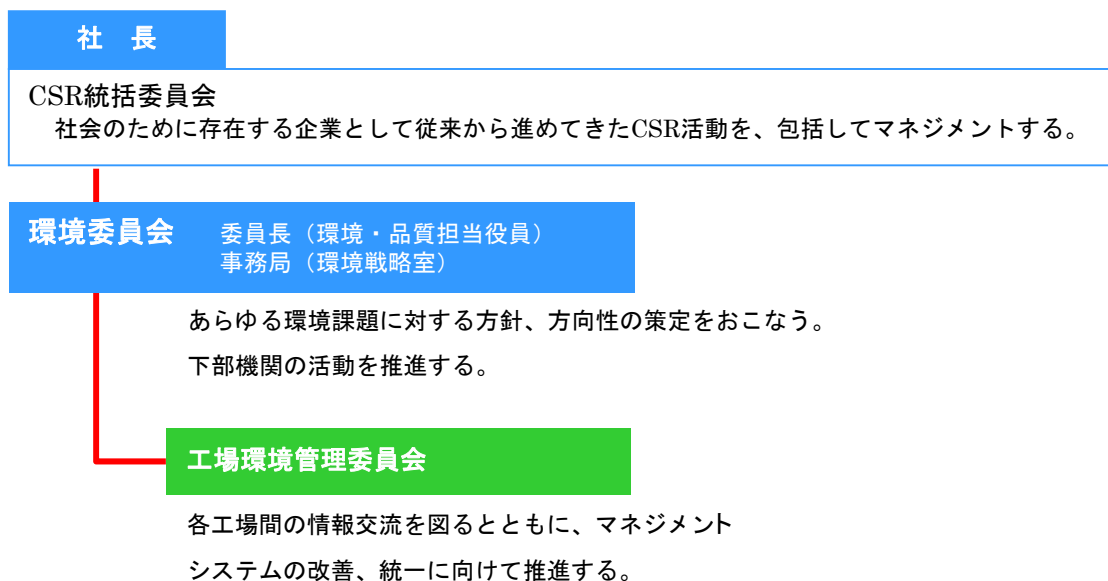 社　長
CSR統括委員会
社会のために存在する企業として従来から進めてきたCSR活動を、包括してマネジメントする。
環境委員会　委員長（環境・品質担当役員）
事務局（環境戦略室）
あらゆる環境課題に対する方針、方向性の策定をおこなう。
下部機関の活動を推進する。
工場環境管理委員会
各工場間の情報交流を図るとともに、マネジメント
システムの改善、統一に向けて推進する。